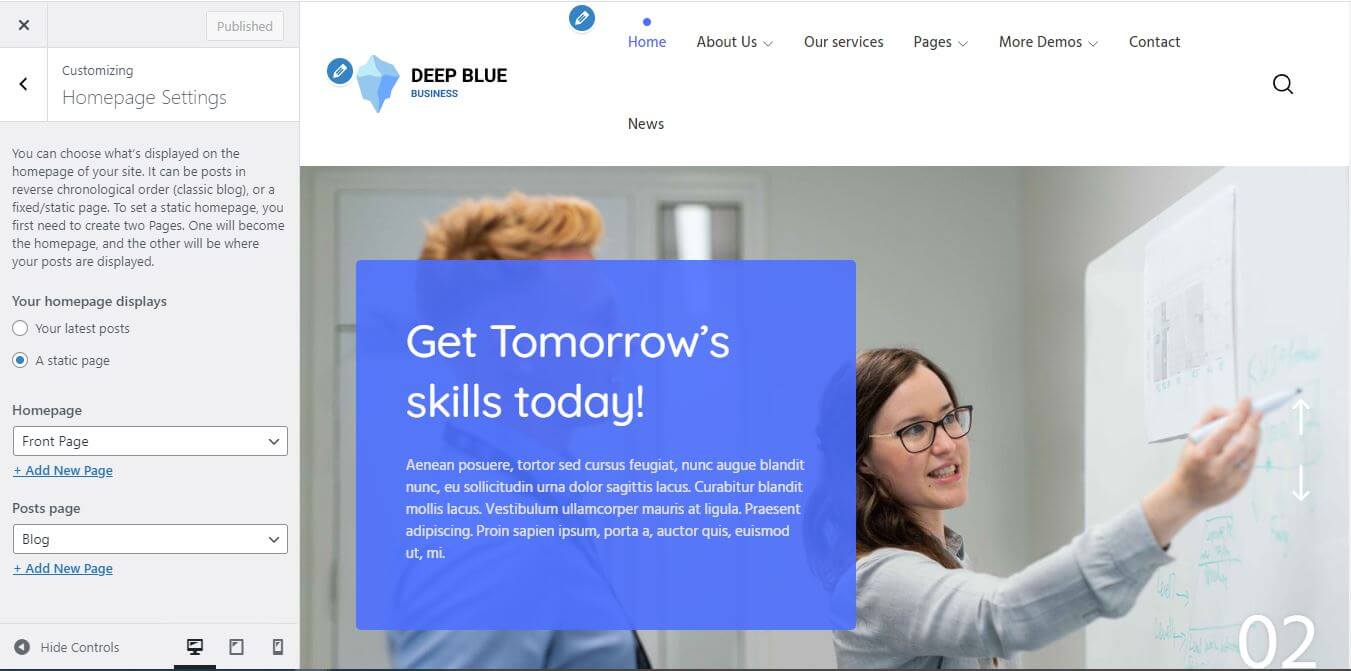 Published
Customizing
Homepage Settings
You can choose what's displayed on the
homepage of your site. It can be posts in
reverse chronological order (classic blog), or a
fixed/static page. To set a static homepage, you
first need to create two Pages. One will become
the homepage, and the other will be where
your posts are displayed.
Your homepage displays
Your latest posts
A static page
Homepage
Front Page
+ Add New Page
Posts page
Blog
+ Add New Page
Hide Controls
DEEP BLUE
BUSINESS
Home About Us Our services Pages More Demos Contact
News
Get Tomorrow's
skills today!
Aenean posuere, tortor sed cursus feugiat, nunc augue blandit
nunc, eu sollicitudin urna dolor sagittis lacus. Curabitur blandit
mollis lacus. Vestibulum ullamcorper mauris at ligula. Praesent
adipiscing. Proin sapien ipsum, porta a, auctor quis, euismod
ut, mi.
02